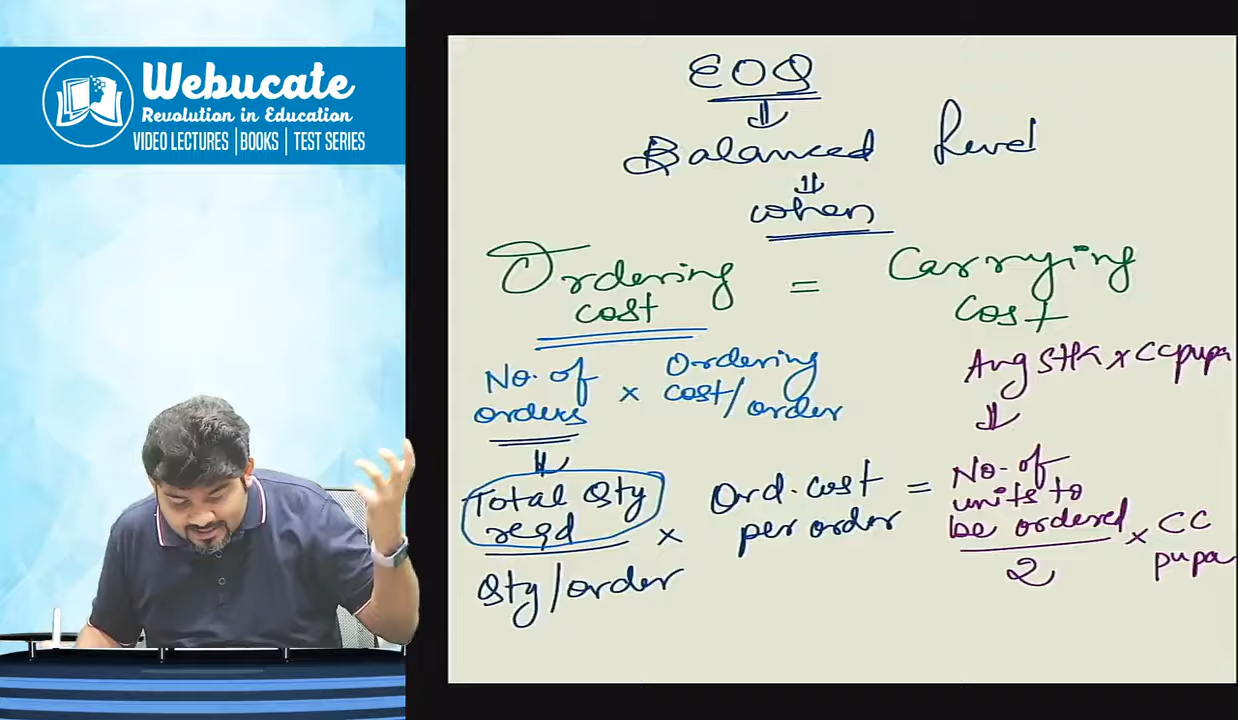 Webucate
Revolution in Education
VIDEO LECTURES | BOOKS | TEST SERIES
EOQ
Balanced level
when
Ordering cost = Carrying cost
No. of orders × Ordering cost/order
Avg Stk × CC pupa
Total Qty reqd
Qty/order
× Ord. cost per order = No. of units to be ordered
2
× CC pupa